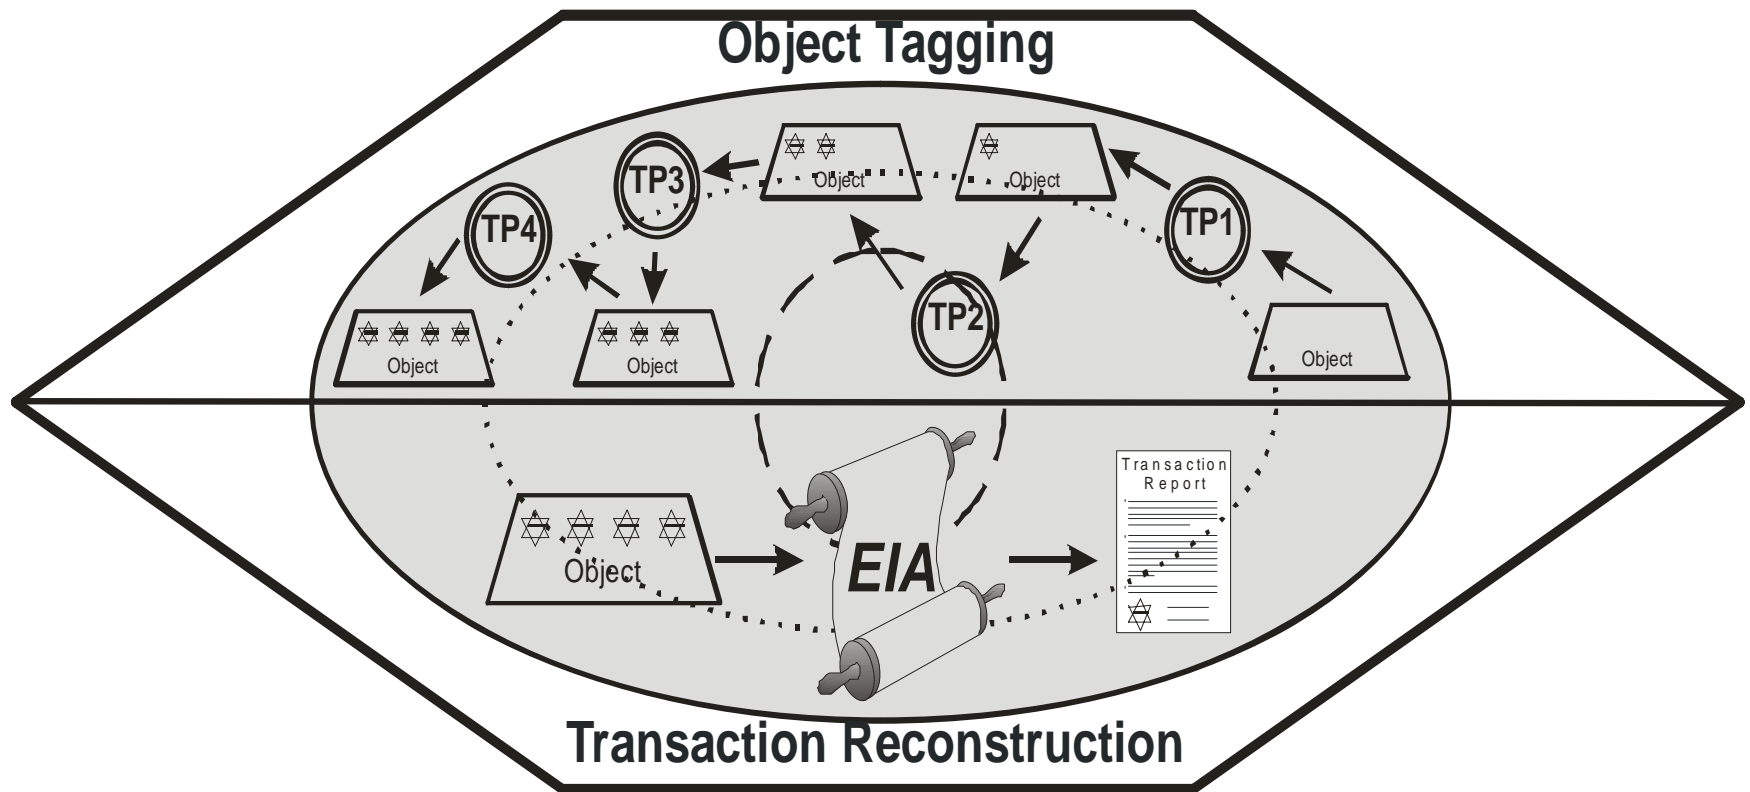 Object Tagging
TP3
Object
Object
TP4
TP1
TP2
Object
Object
Object
Transaction
Report
Object
EIA
Transaction Reconstruction